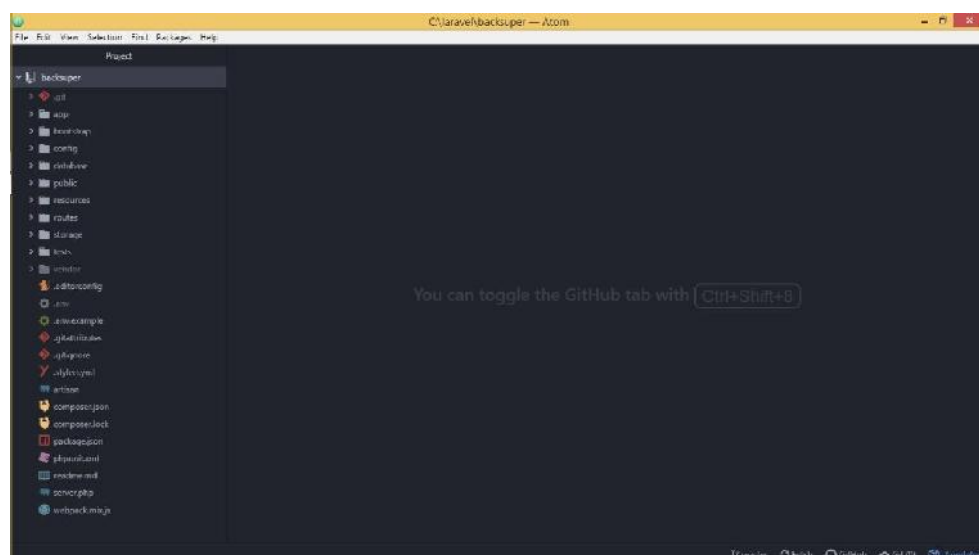 C:\laravel\backsuper — Atom
File Edit View Selection Find Packages Help
Project
backsuper
.git
app
bootstrap
config
database
public
resources
routes
storage
tests
vendor
.editorconfig
.env
.env.example
.gitattributes
.gitignore
.styleci.yml
artisan
composer.json
composer.lock
package.json
phpunit.xml
readme.md
server.php
webpack.mix.js
You can toggle the GitHub tab with Ctrl+Shift+8
GitHub